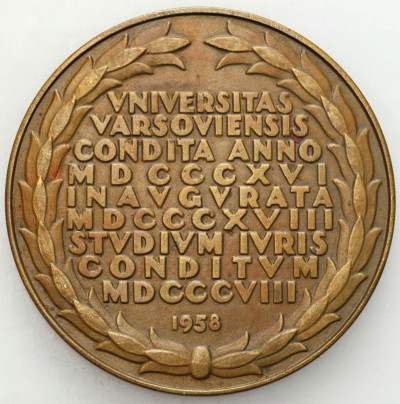 VNIVERSITAS
VARSOVIENSIS
CONDITA ANNO
MDCCCXVI
INAVGVRATA
MDCCCXVIII
STVDIVM IVRIS
CONDITVM
MDCCCVIII
1958